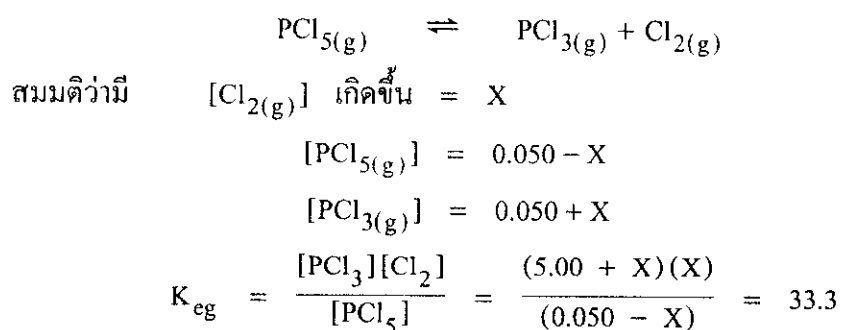 PCl5(g) ⇌ PCl3(g) + Cl2(g)
สมมติว่ามี [Cl2(g)] เกิดขึ้น = X
[PCl5(g)] = 0.050 – X
[PCl3(g)] = 0.050 + X
Keg = [PCl3][Cl2] / [PCl5] = (5.00 + X)(X) / (0.050 – X) = 33.3